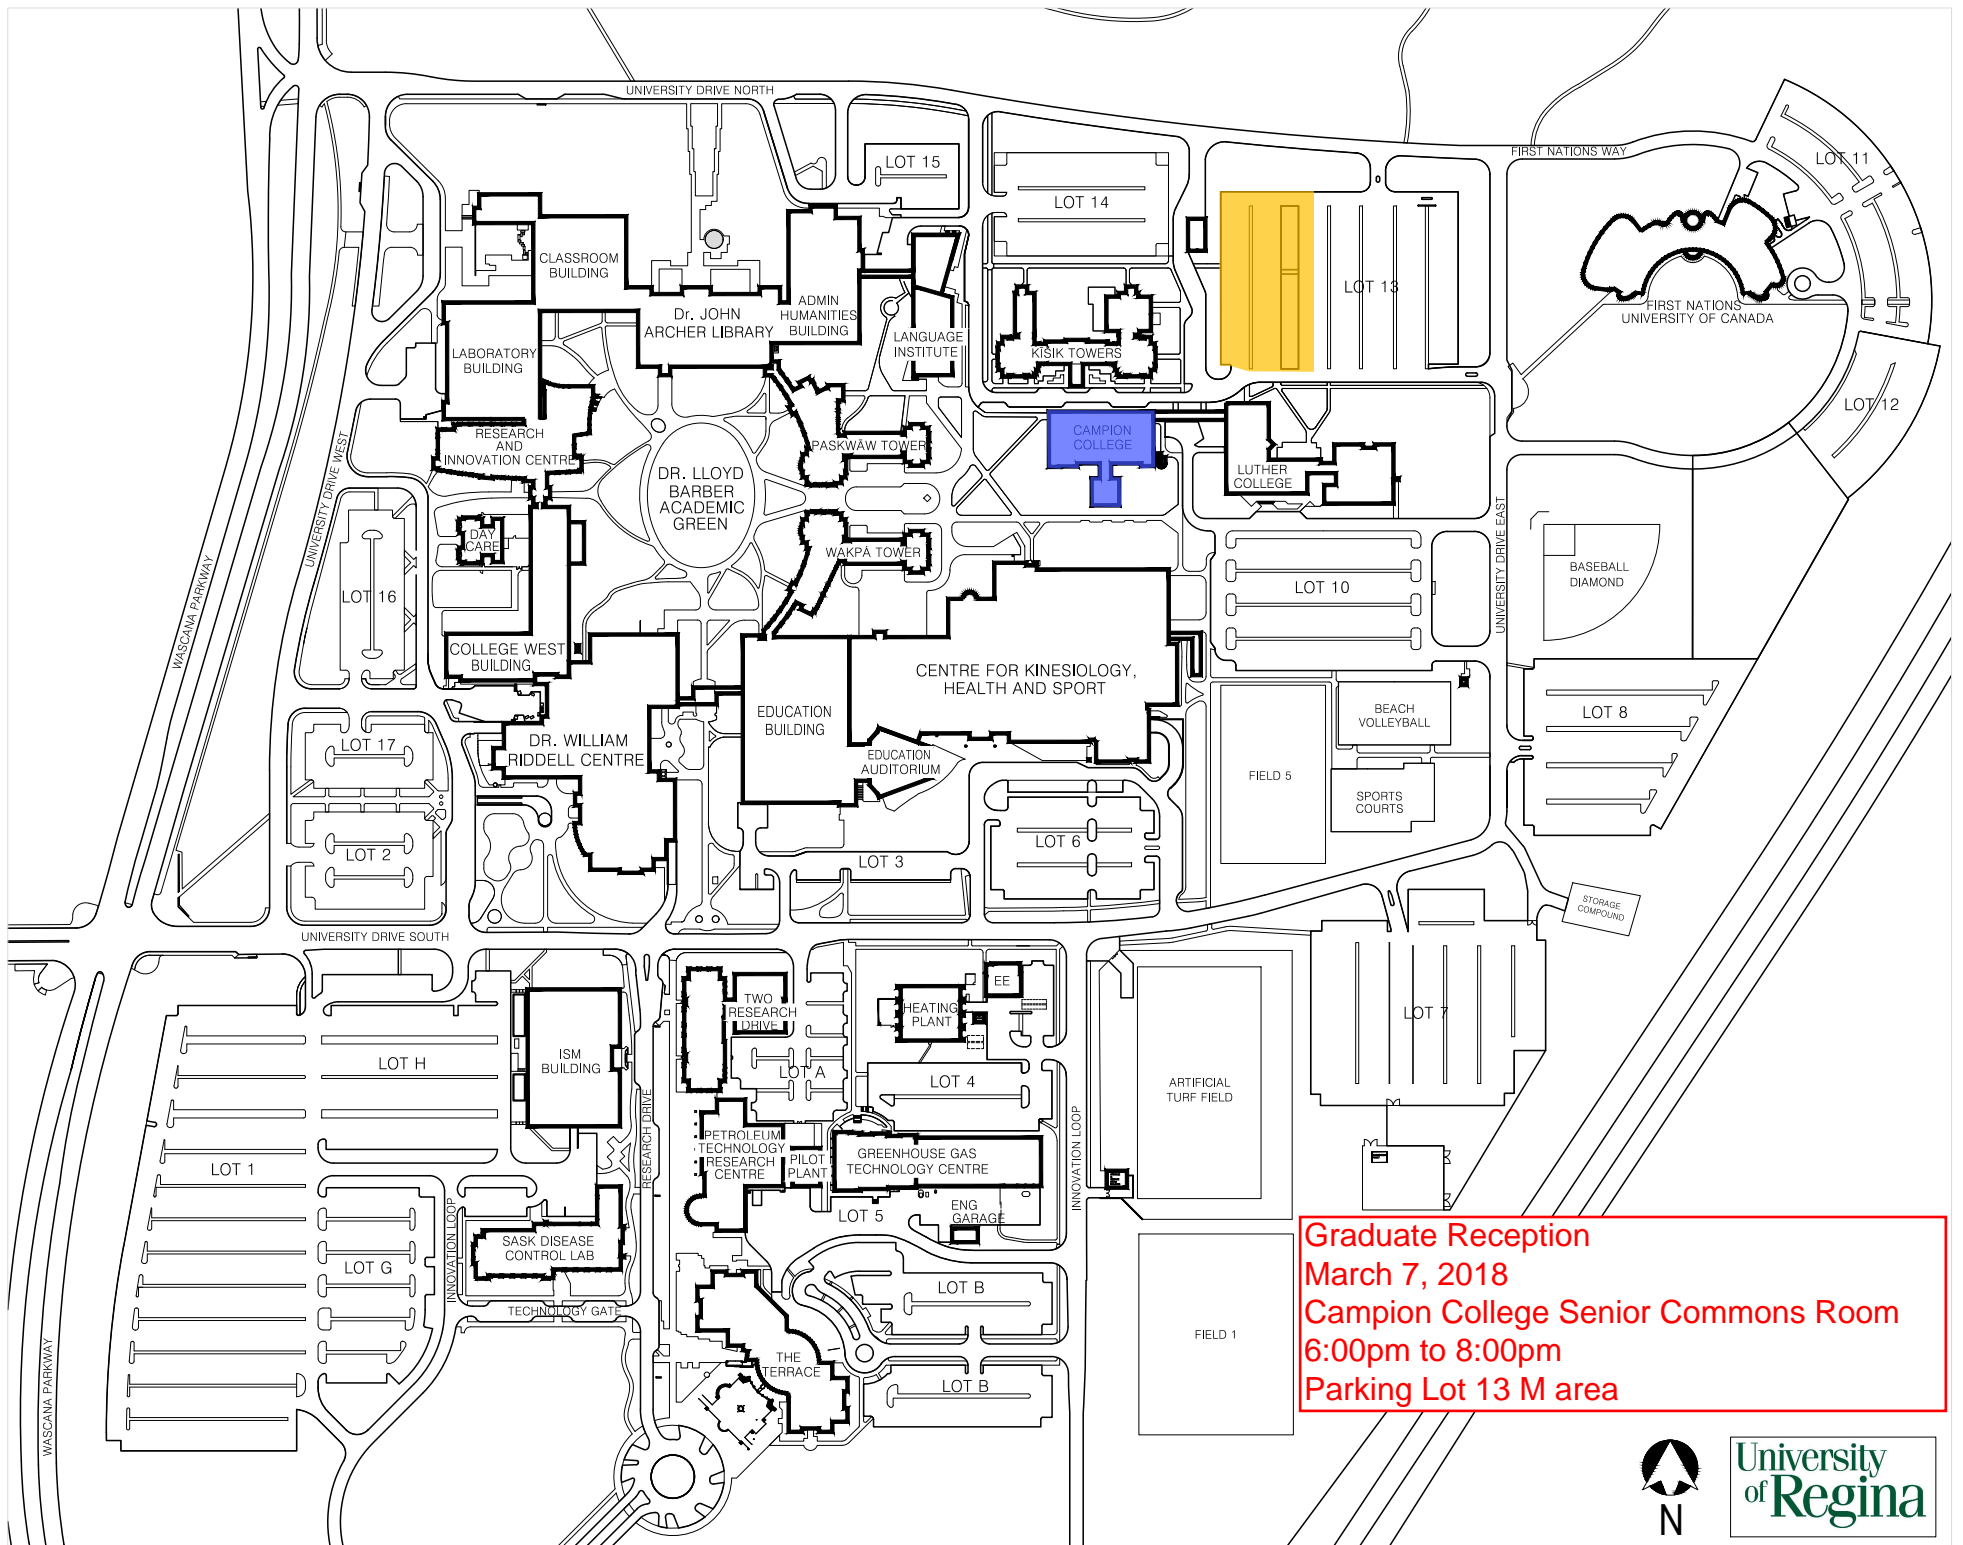 UNIVERSITY DRIVE NORTH
FIRST NATIONS WAY
LOT 15
LOT 11
LOT 14
CLASSROOM
BUILDING
LOT 13
ADMIN
HUMANITIES
BUILDING
Dr. JOHN
ARCHER LIBRARY
FIRST NATIONS
UNIVERSITY OF CANADA
LANGUAGE
INSTITUTE
KĪSIK TOWERS
LABORATORY
BUILDING
LOT 12
RESEARCH
AND
INNOVATION CENTRE
PASKWĀW TOWER
CAMPION
COLLEGE
LUTHER
COLLEGE
DR. LLOYD
BARBER
ACADEMIC
GREEN
UNIVERSITY DRIVE WEST
UNIVERSITY DRIVE EAST
DAY
CARE
WAKPĀ TOWER
WASCANA PARKWAY
LOT 16
LOT 10
BASEBALL
DIAMOND
COLLEGE WEST
BUILDING
CENTRE FOR KINESIOLOGY,
HEALTH AND SPORT
EDUCATION
BUILDING
BEACH
VOLLEYBALL
LOT 8
LOT 17
DR. WILLIAM
RIDDELL CENTRE
EDUCATION
AUDITORIUM
FIELD 5
SPORTS
COURTS
LOT 2
LOT 3
LOT 6
STORAGE
COMPOUND
UNIVERSITY DRIVE SOUTH
TWO
RESEARCH
DRIVE
EE
HEATING
PLANT
LOT 7
LOT H
ISM
BUILDING
LOT A
LOT 4
ARTIFICIAL
TURF FIELD
RESEARCH DRIVE
INNOVATION LOOP
PETROLEUM
TECHNOLOGY
RESEARCH
CENTRE
PILOT
PLANT
GREENHOUSE GAS
TECHNOLOGY CENTRE
LOT 1
LOT 5
ENG
GARAGE
INNOVATION LOOP
SASK DISEASE
CONTROL LAB
LOT G
LOT B
TECHNOLOGY GATE
FIELD 1
THE
TERRACE
LOT B
WASCANA PARKWAY
Graduate Reception
March 7, 2018
Campion College Senior Commons Room
6:00pm to 8:00pm
Parking Lot 13 M area
N
University
of Regina